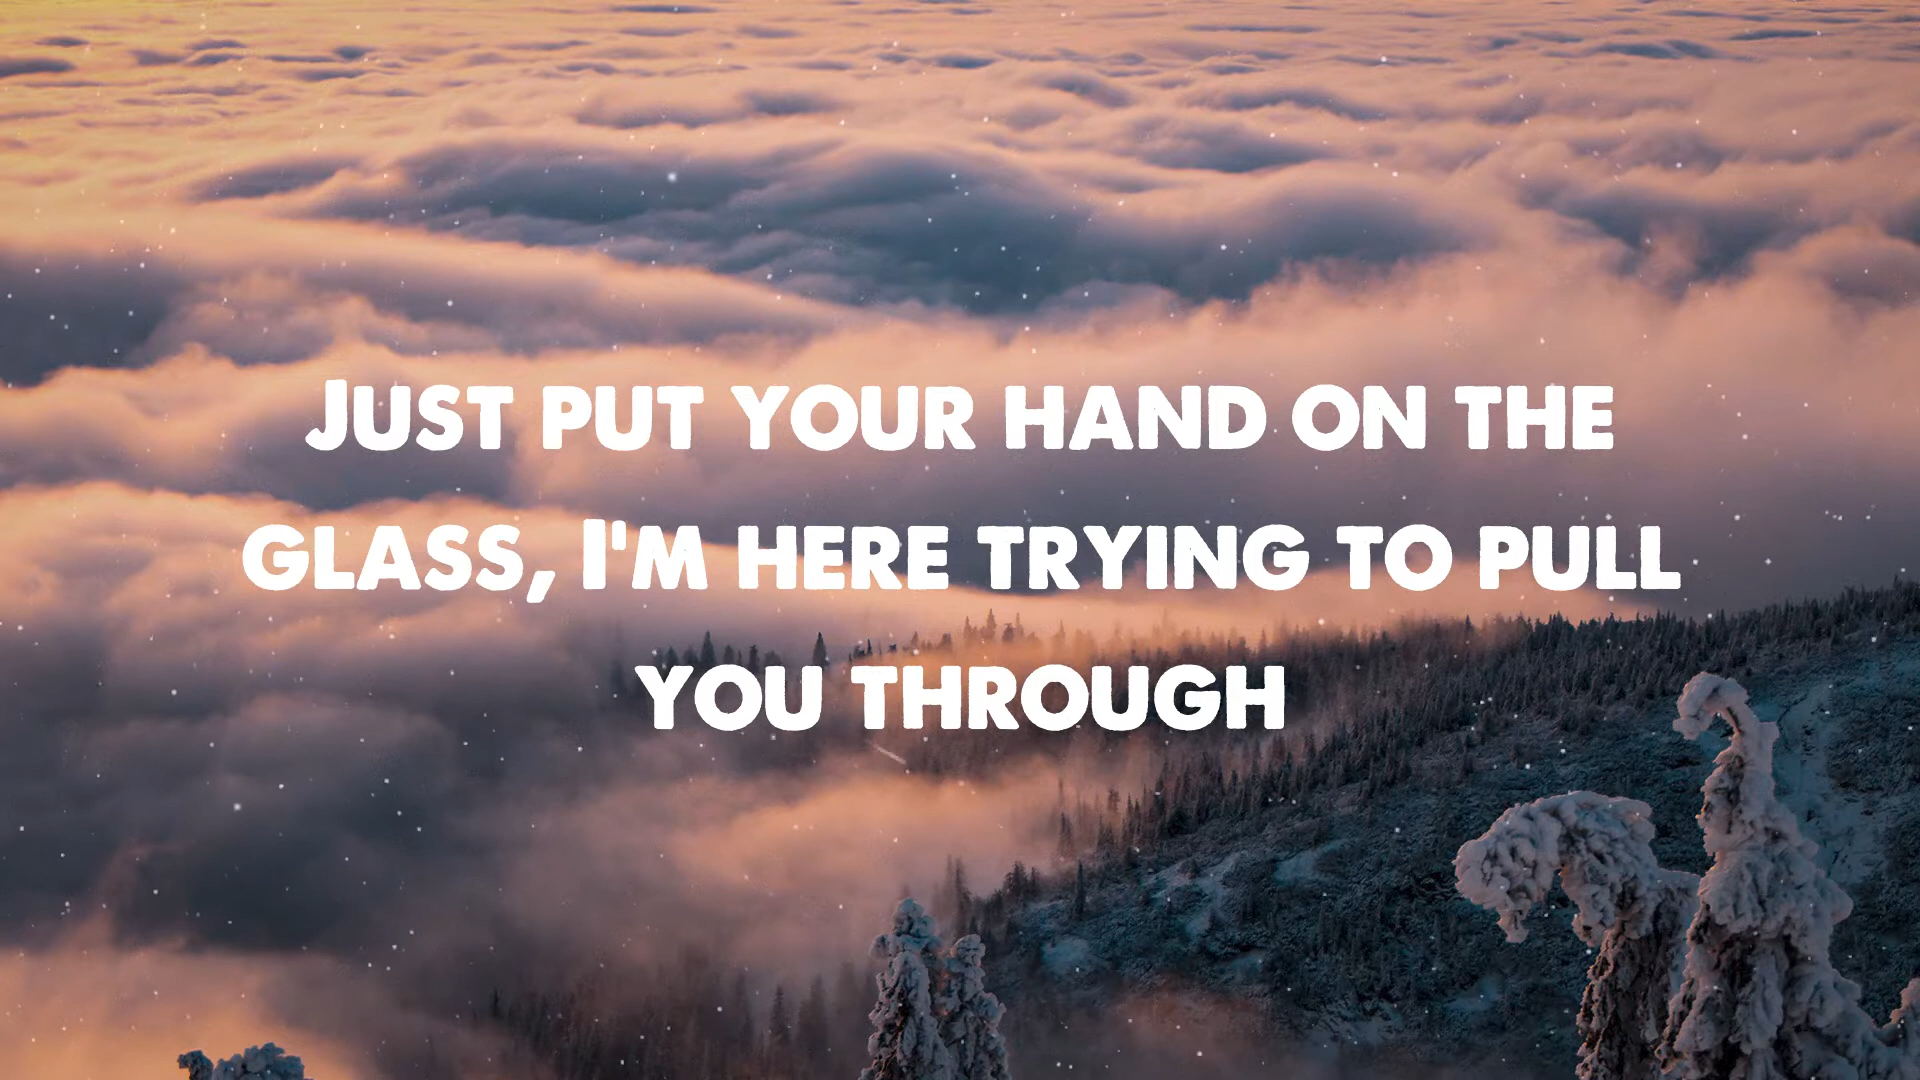 Just put your hand on the
glass, I'm here trying to pull
you through